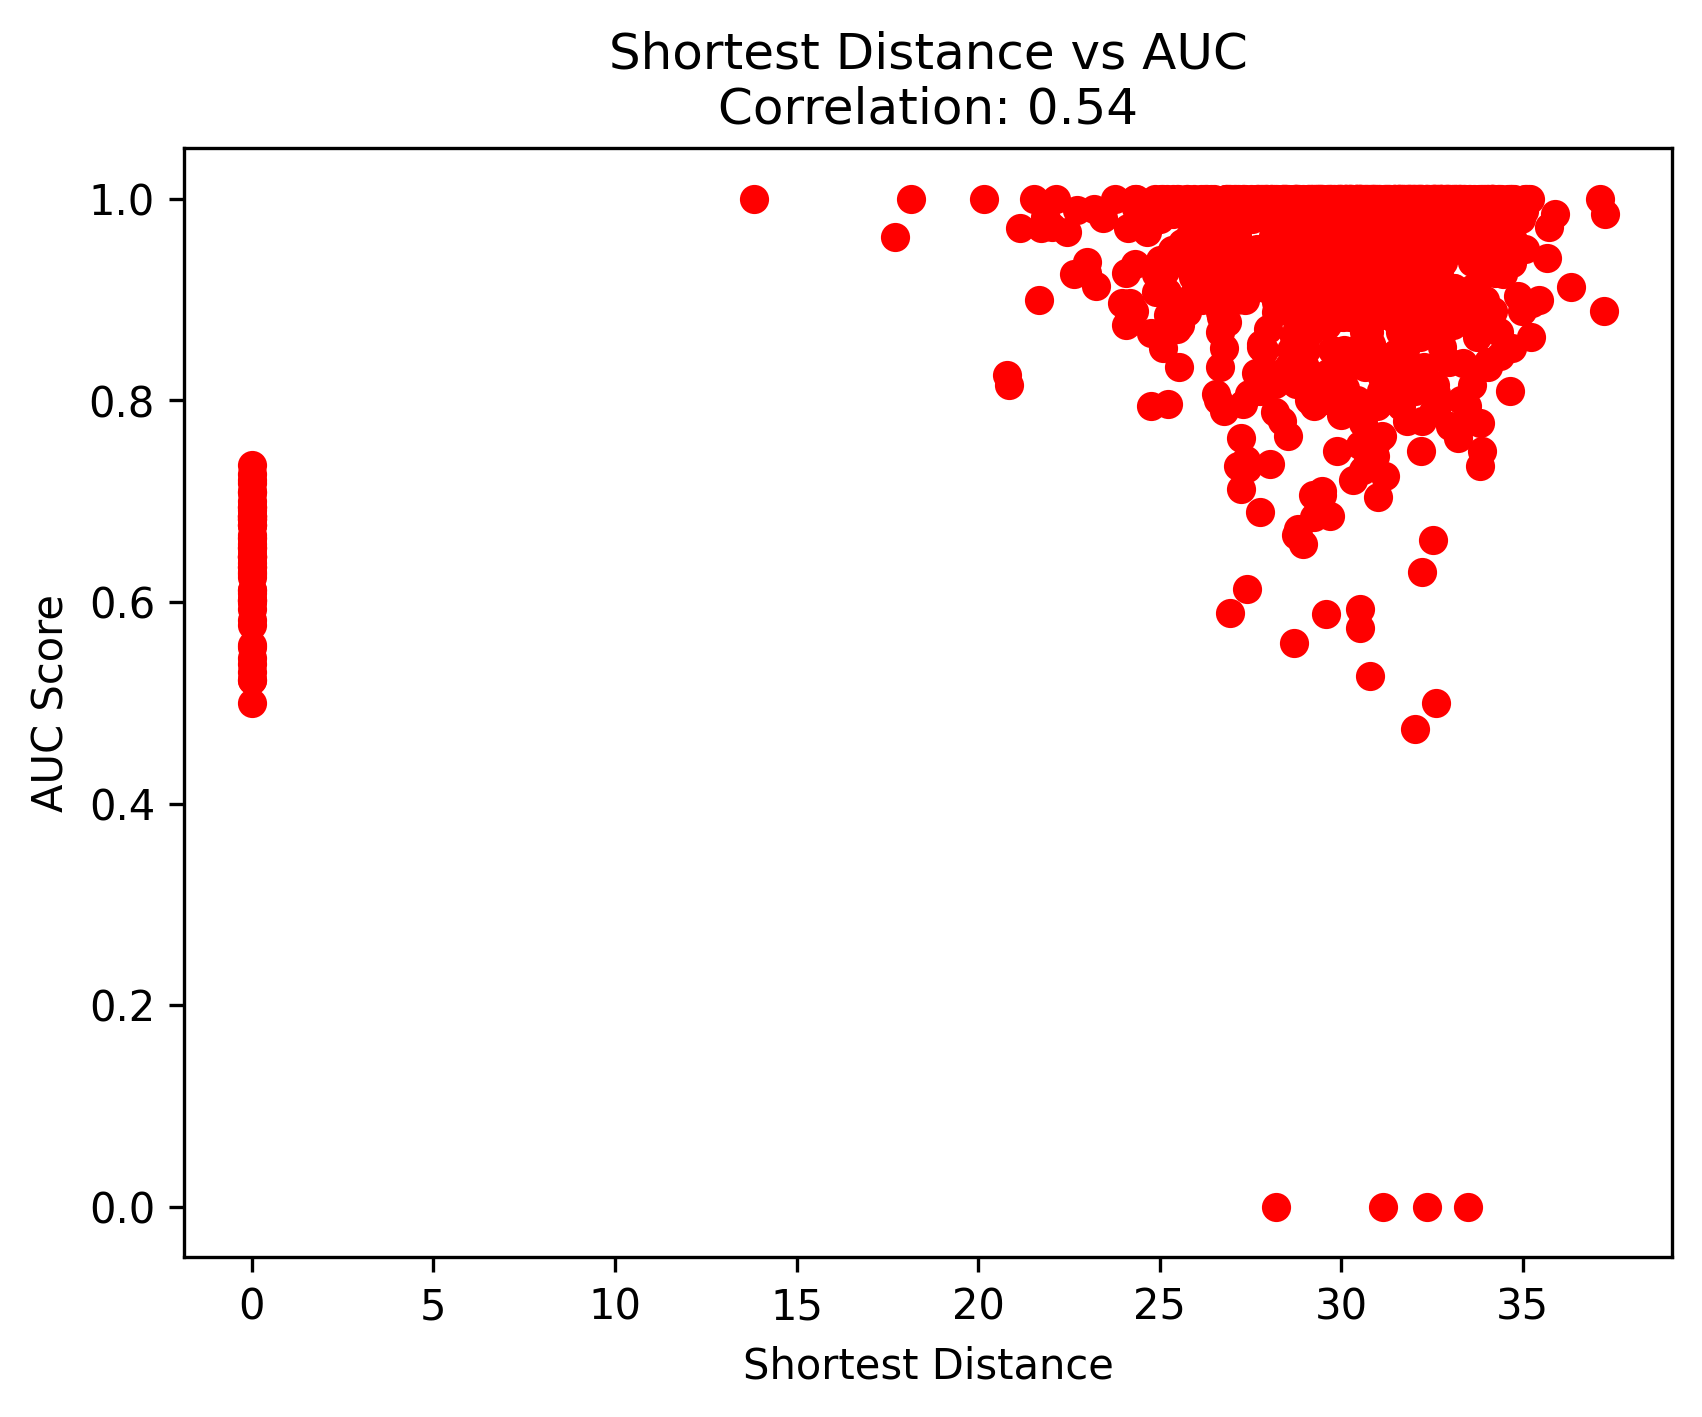 Shortest Distance vs AUC
Correlation: 0.54
1.0
0.8
0.6
0.4
0.2
0.0
AUC Score
0 5 10 15 20 25 30 35
Shortest Distance